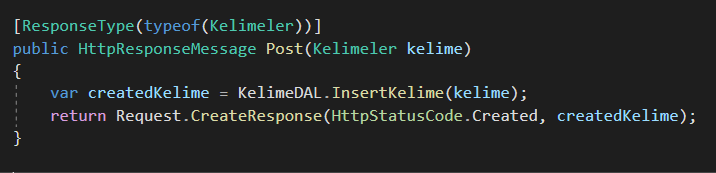 [ResponseType(typeof(Kelimeler))]
public HttpResponseMessage Post(Kelimeler kelime)
{
var createdKelime = KelimeDAL.InsertKelime(kelime);
return Request.CreateResponse(HttpStatusCode.Created, createdKelime);
}